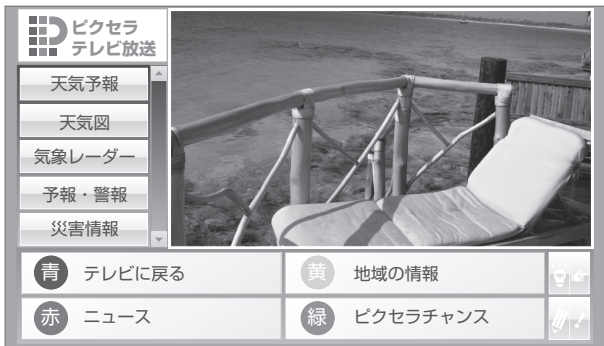 ピクセラ
テレビ放送
天気予報
天気図
気象レーダー
予報・警報
災害情報
青 テレビに戻る
黄 地域の情報
赤 ニュース
緑 ピクセラチャンス